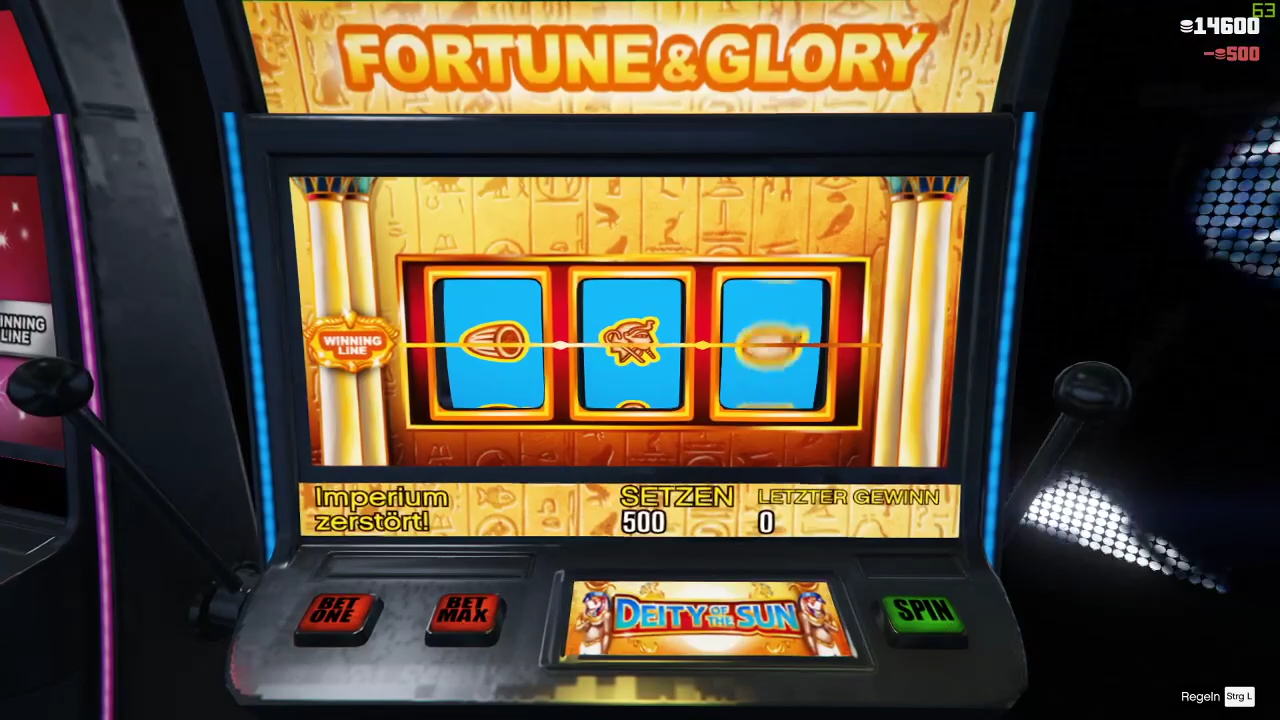 63
14600
-500
FORTUNE & GLORY
INNING
LINE
WINNING
LINE
Imperium
zerstört!
SETZEN
500
LETZTER GEWINN
0
BET
ONE
BET
MAX
DEITY OF THE SUN
SPIN
Regeln Strg L